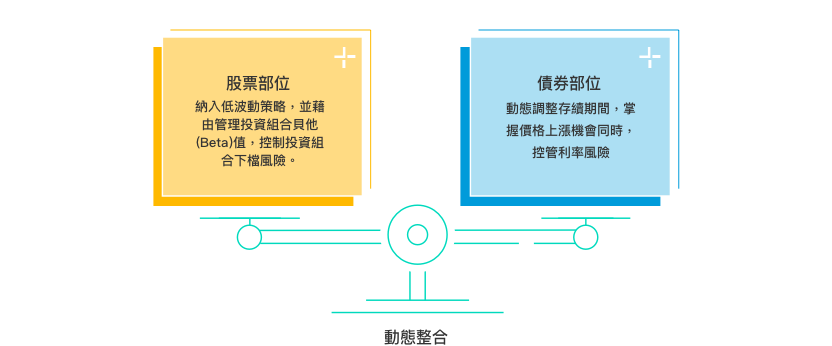 股票部位
納入低波動策略，並藉
由管理投資組合貝他
(Beta)值，控制投資組
合下檔風險。
債券部位
動態調整存續期間，掌
握價格上漲機會同時，
控管利率風險
動態整合